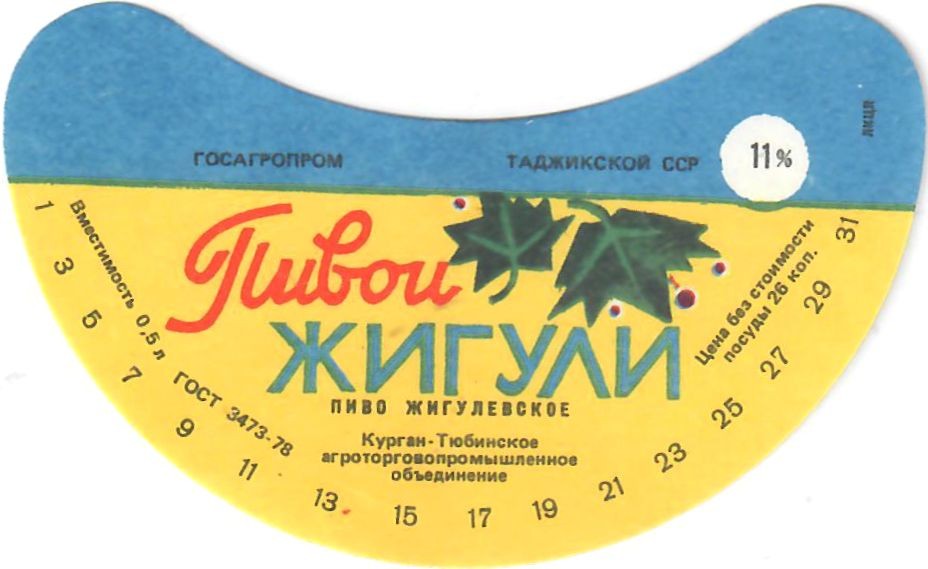 ГОСАГРОПРОМ ТАДЖИКСКОЙ ССР
11%
ЛИЦР
Пивои
ЖИГУЛИ
ПИВО ЖИГУЛЕВСКОЕ
Курган-Тюбинское
агроторговопромышленное
объединение
Вместимость 0,5 л
ГОСТ 3473-78
Цена без стоимости
посуды 26 коп.
1 3 5 7 9 11 13 15 17 19 21 23 25 27 29 31